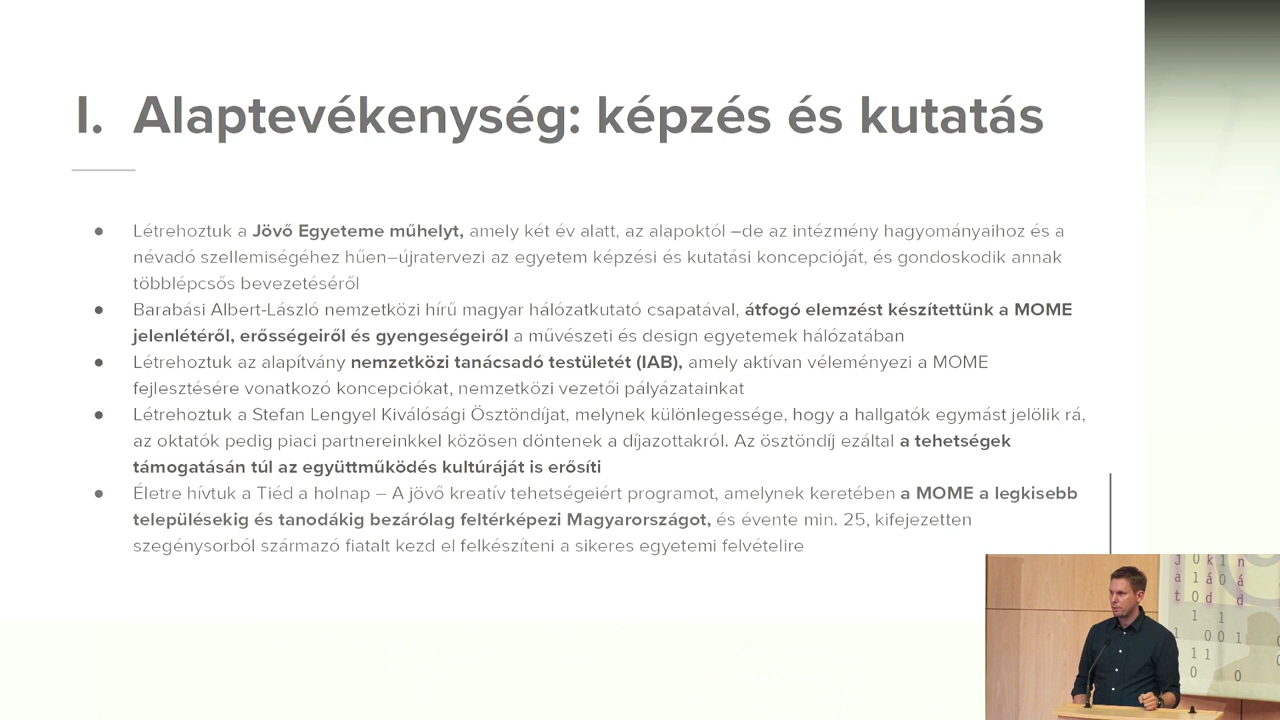 I. Alaptevékenység: képzés és kutatás
● Létrehoztuk a Jövő Egyeteme műhelyt, amely két év alatt, az alapoktól –de az intézmény hagyományaihoz és a
névadó szellemiségéhez hűen–újratervezi az egyetem képzési és kutatási koncepcióját, és gondoskodik annak
többlépcsős bevezetéséről
● Barabási Albert-László nemzetközi hírű magyar hálózatkutató csapatával, átfogó elemzést készítettünk a MOME
jelenlétéről, erősségeiről és gyengeségeiről a művészeti és design egyetemek hálózatában
● Létrehoztuk az alapítvány nemzetközi tanácsadó testületét (IAB), amely aktívan véleményezi a MOME
fejlesztésére vonatkozó koncepciókat, nemzetközi vezetői pályázatainkat
● Létrehoztuk a Stefan Lengyel Kiválósági Ösztöndíjat, melynek különlegessége, hogy a hallgatók egymást jelölik rá,
az oktatók pedig piaci partnereinkkel közösen döntenek a díjazottakról. Az ösztöndíj ezáltal a tehetségek
támogatásán túl az együttműködés kultúráját is erősíti
● Életre hívtuk a Tiéd a holnap – A jövő kreatív tehetségeiért programot, amelynek keretében a MOME a legkisebb
településekig és tanodákig bezárólag feltérképezi Magyarországot, és évente min. 25, kifejezetten
szegénysorból származó fiatalt kezd el felkészíteni a sikeres egyetemi felvételire